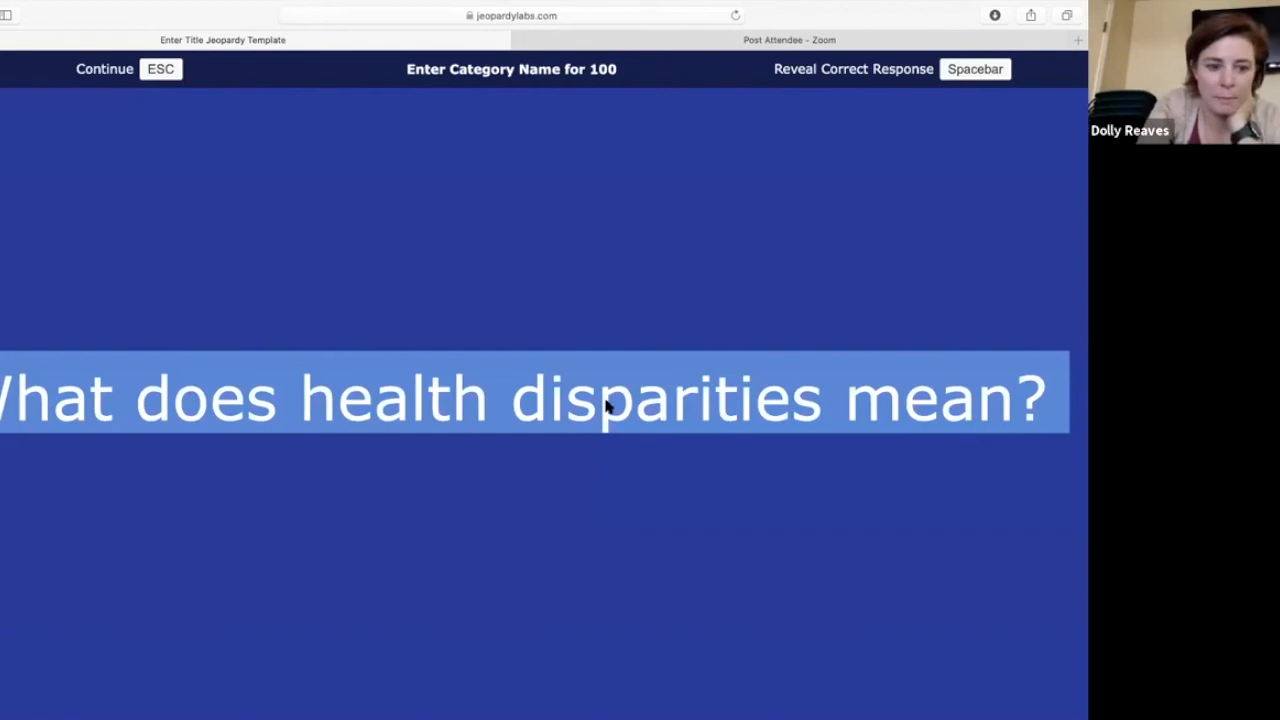 jeopardylabs.com
Enter Title Jeopardy Template
Post Attendee - Zoom
Continue ESC
Enter Category Name for 100
Reveal Correct Response Spacebar
What does health disparities mean?
Dolly Reaves